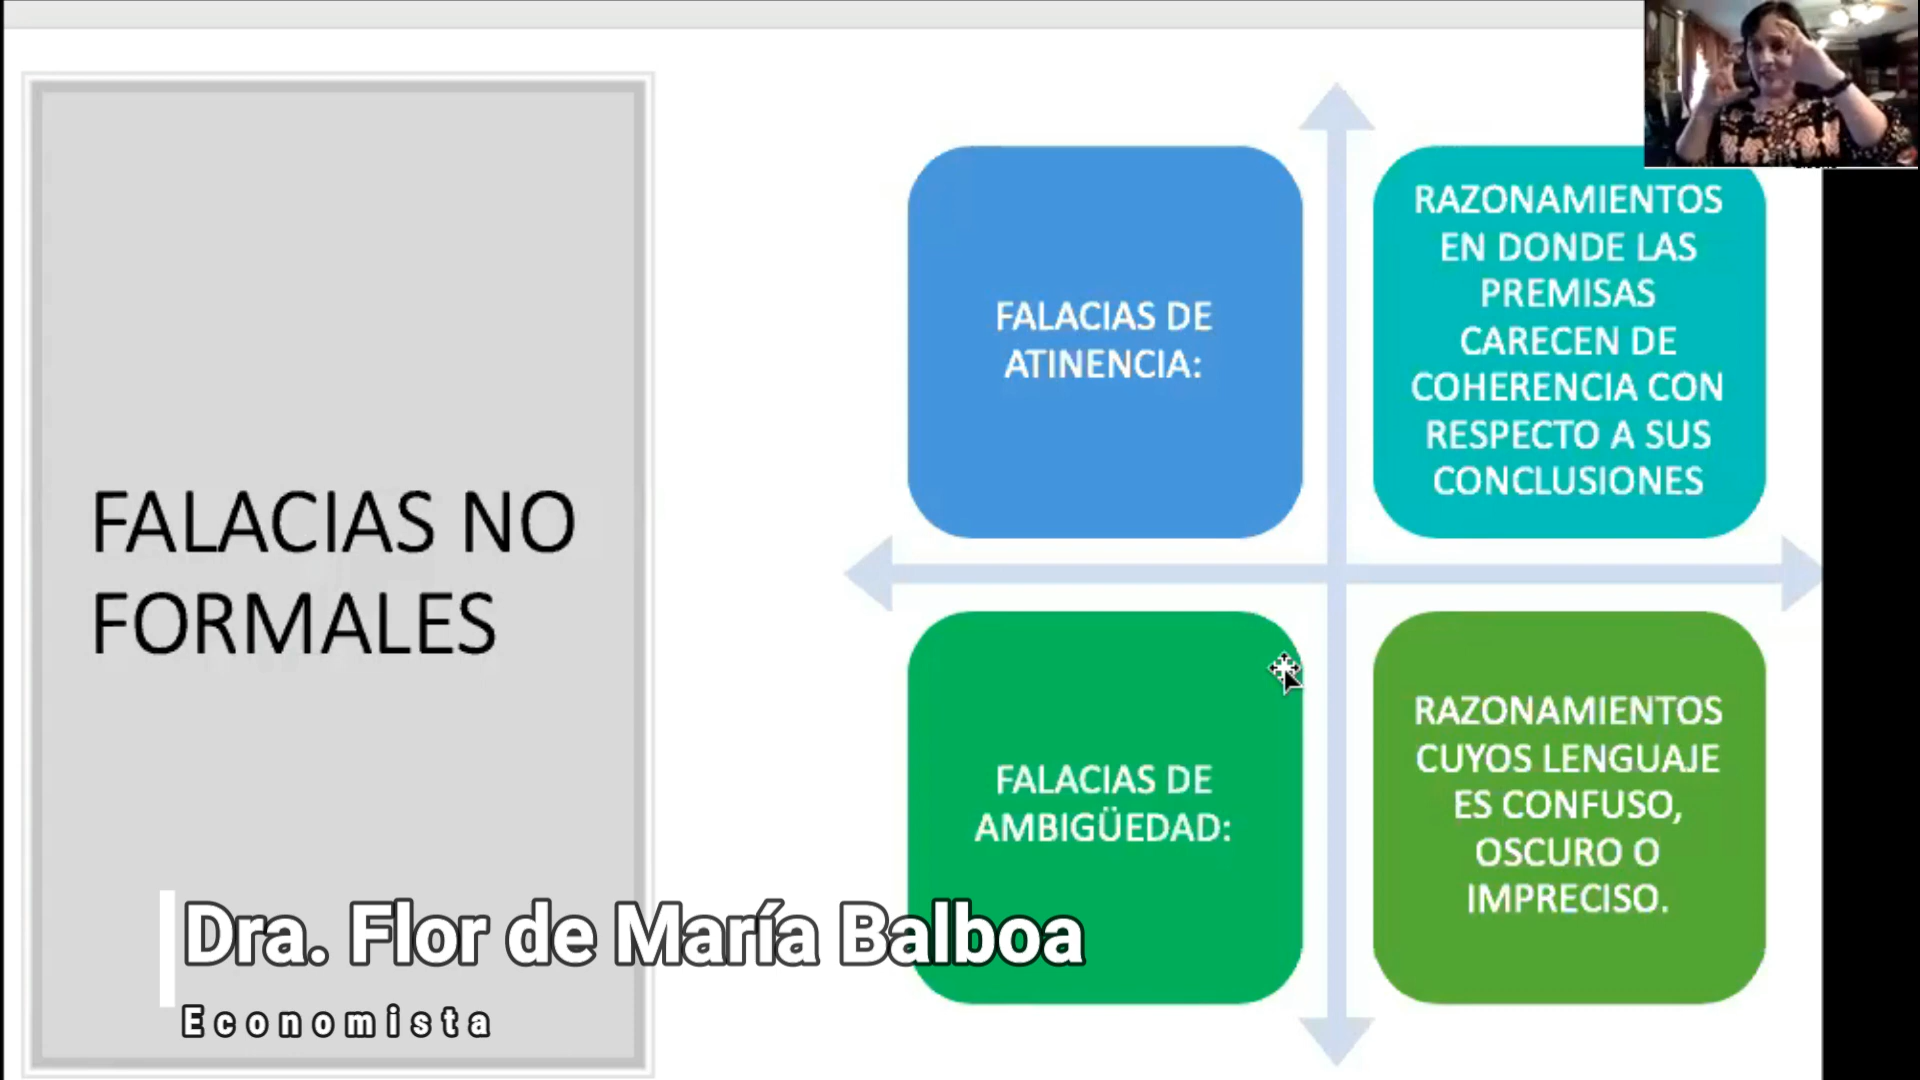 FALACIAS NO
FORMALES
FALACIAS DE
ATINENCIA:
RAZONAMIENTOS
EN DONDE LAS
PREMISAS
CARECEN DE
COHERENCIA CON
RESPECTO A SUS
CONCLUSIONES
FALACIAS DE
AMBIGÜEDAD:
RAZONAMIENTOS
CUYOS LENGUAJE
ES CONFUSO,
OSCURO O
IMPRECISO.
Dra. Flor de María Balboa
Economista